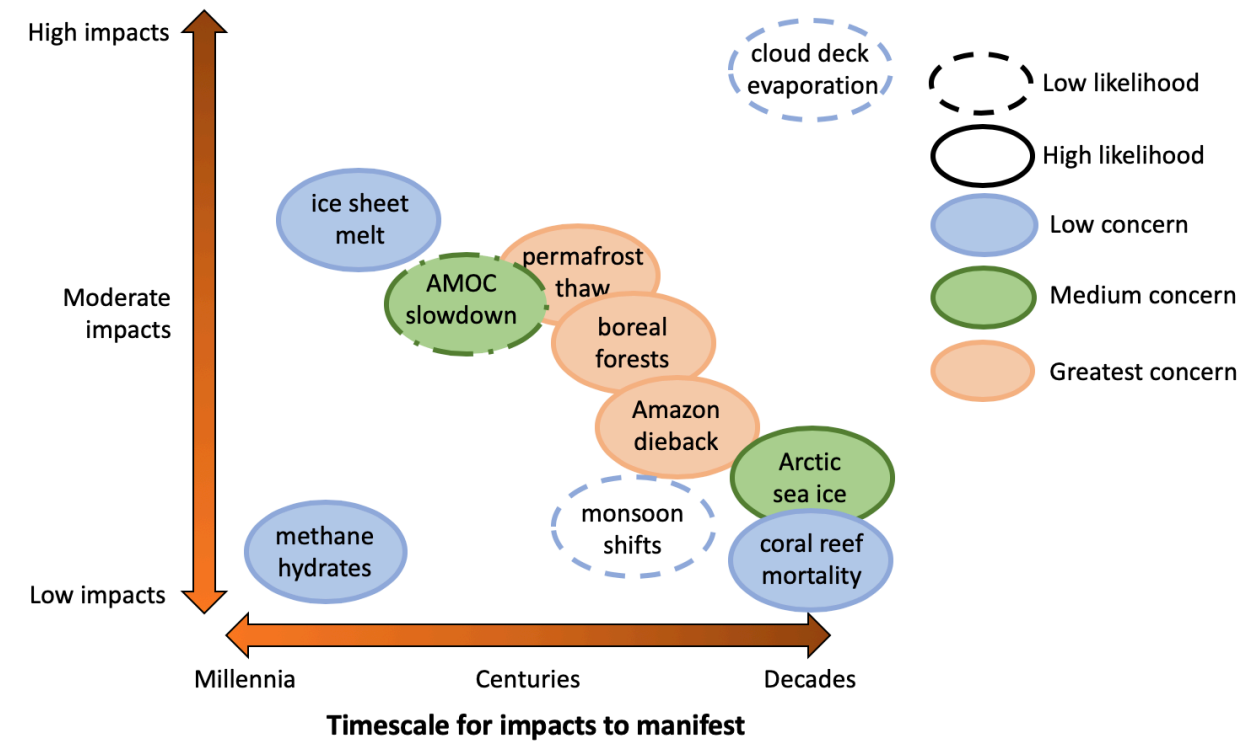 High impacts
Moderate
impacts
Low impacts
cloud deck
evaporation
ice sheet
melt
permafrost
thaw
AMOC
slowdown
boreal
forests
Amazon
dieback
Arctic
sea ice
monsoon
shifts
methane
hydrates
coral reef
mortality
Low likelihood
High likelihood
Low concern
Medium concern
Greatest concern
Millennia
Centuries
Decades
Timescale for impacts to manifest